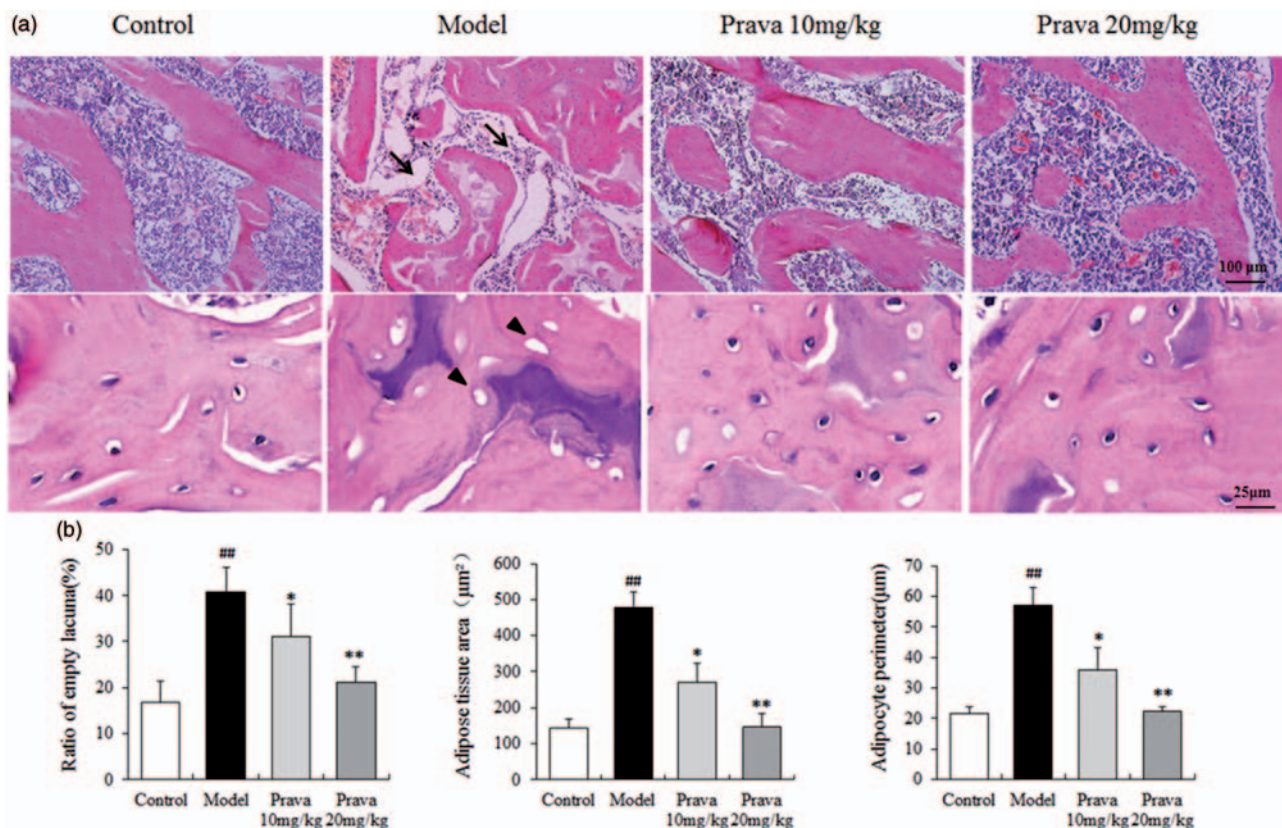 (a)
Control Model Prava 10mg/kg Prava 20mg/kg
100 µm
25µm
(b)
Ratio of empty lacuna(%)
50
40
30
20
10
0
##
*
**
Control Model Prava Prava
10mg/kg 20mg/kg
Adipose tissue area（µm²）
600
500
400
300
200
100
0
##
*
**
Control Model Prava Prava
10mg/kg 20mg/kg
Adipocyte perimeter(µm)
70
60
50
40
30
20
10
0
##
*
**
Control Model Prava Prava
10mg/kg 20mg/kg